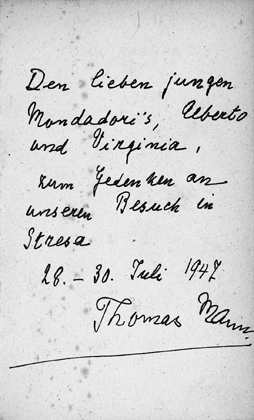 Den lieben jungen
Mondadori's, Alberto
und Virginia,
zum Gedenken an
unseren Besuch in
Stresa
28. – 30. Juli 1947
Thomas Mann.